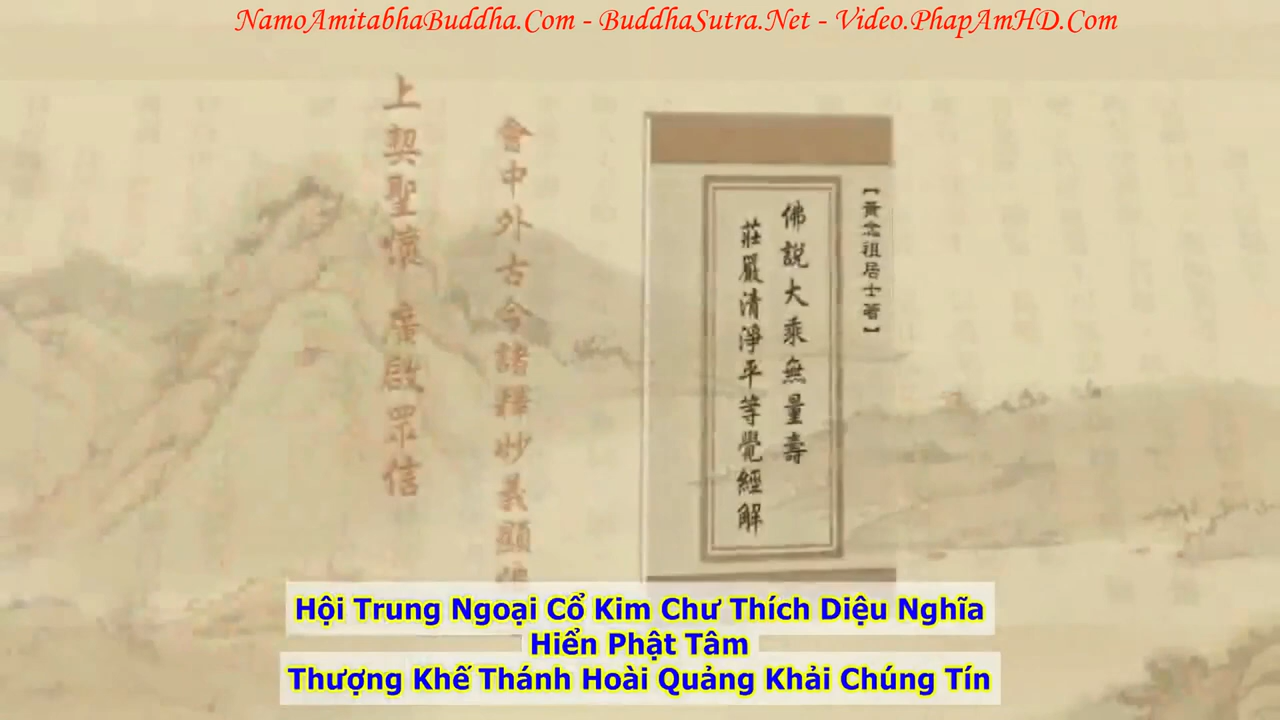 NamoAmitabhaBuddha.Com - BuddhaSutra.Net - Video.PhapAmHD.Com
【黃念祖居士著】
佛説大乘無量壽
莊嚴清淨平等覺經解
會中外古今諸釋妙義顯佛
上契聖懷 廣啟眾信
Hội Trung Ngoại Cổ Kim Chư Thích Diệu Nghĩa
Hiển Phật Tâm
Thượng Khế Thánh Hoài Quảng Khải Chúng Tín